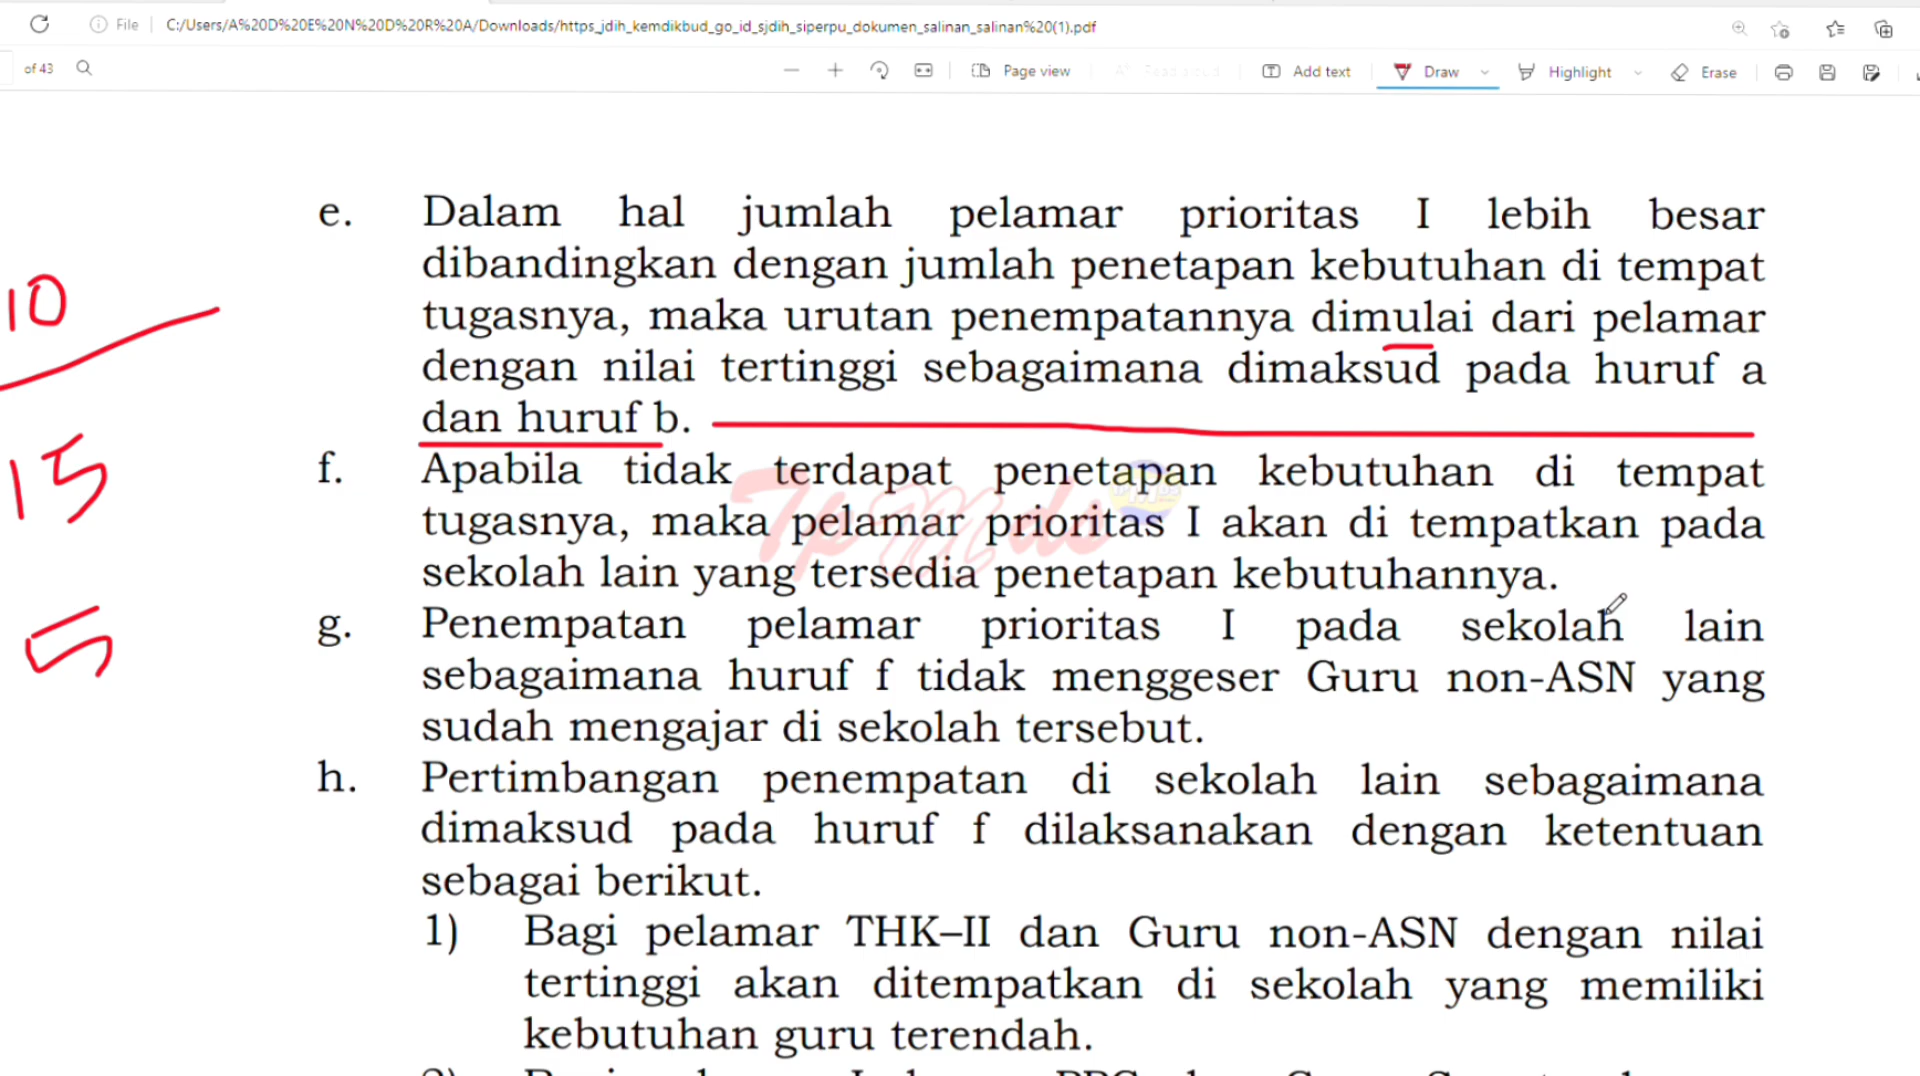 File
C:/Users/A%20D%20E%20N%20D%20R%20A/Downloads/https_jdih_kemdikbud_go_id_sjdih_siperpu_dokumen_salinan_salinan%20(1).pdf
of 43
Page view
Add text
Draw
Highlight
Erase
e. Dalam hal jumlah pelamar prioritas I lebih besar
dibandingkan dengan jumlah penetapan kebutuhan di tempat
tugasnya, maka urutan penempatannya dimulai dari pelamar
dengan nilai tertinggi sebagaimana dimaksud pada huruf a
dan huruf b.
f. Apabila tidak terdapat penetapan kebutuhan di tempat
tugasnya, maka pelamar prioritas I akan di tempatkan pada
sekolah lain yang tersedia penetapan kebutuhannya.
g. Penempatan pelamar prioritas I pada sekolah lain
sebagaimana huruf f tidak menggeser Guru non-ASN yang
sudah mengajar di sekolah tersebut.
h. Pertimbangan penempatan di sekolah lain sebagaimana
dimaksud pada huruf f dilaksanakan dengan ketentuan
sebagai berikut.
1) Bagi pelamar THK–II dan Guru non-ASN dengan nilai
tertinggi akan ditempatkan di sekolah yang memiliki
kebutuhan guru terendah.
10
15
5
Tp Mds